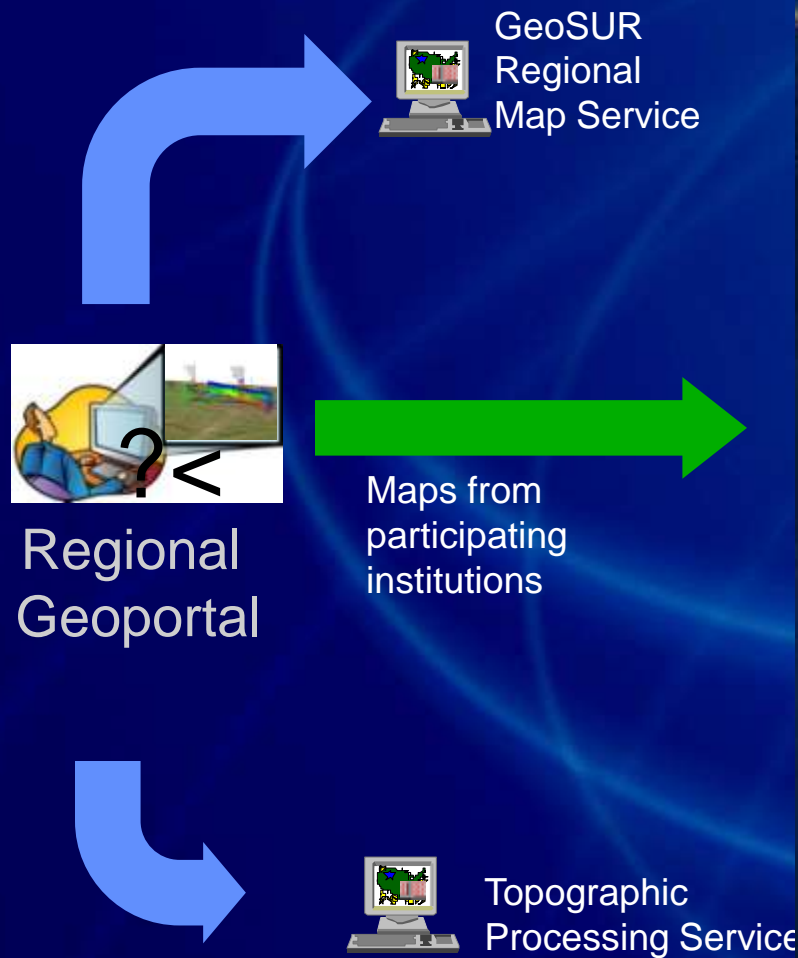 GeoSUR
Regional
Map Service
?<
Regional
Geoportal
Maps from
participating
institutions
Topographic
Processing Service